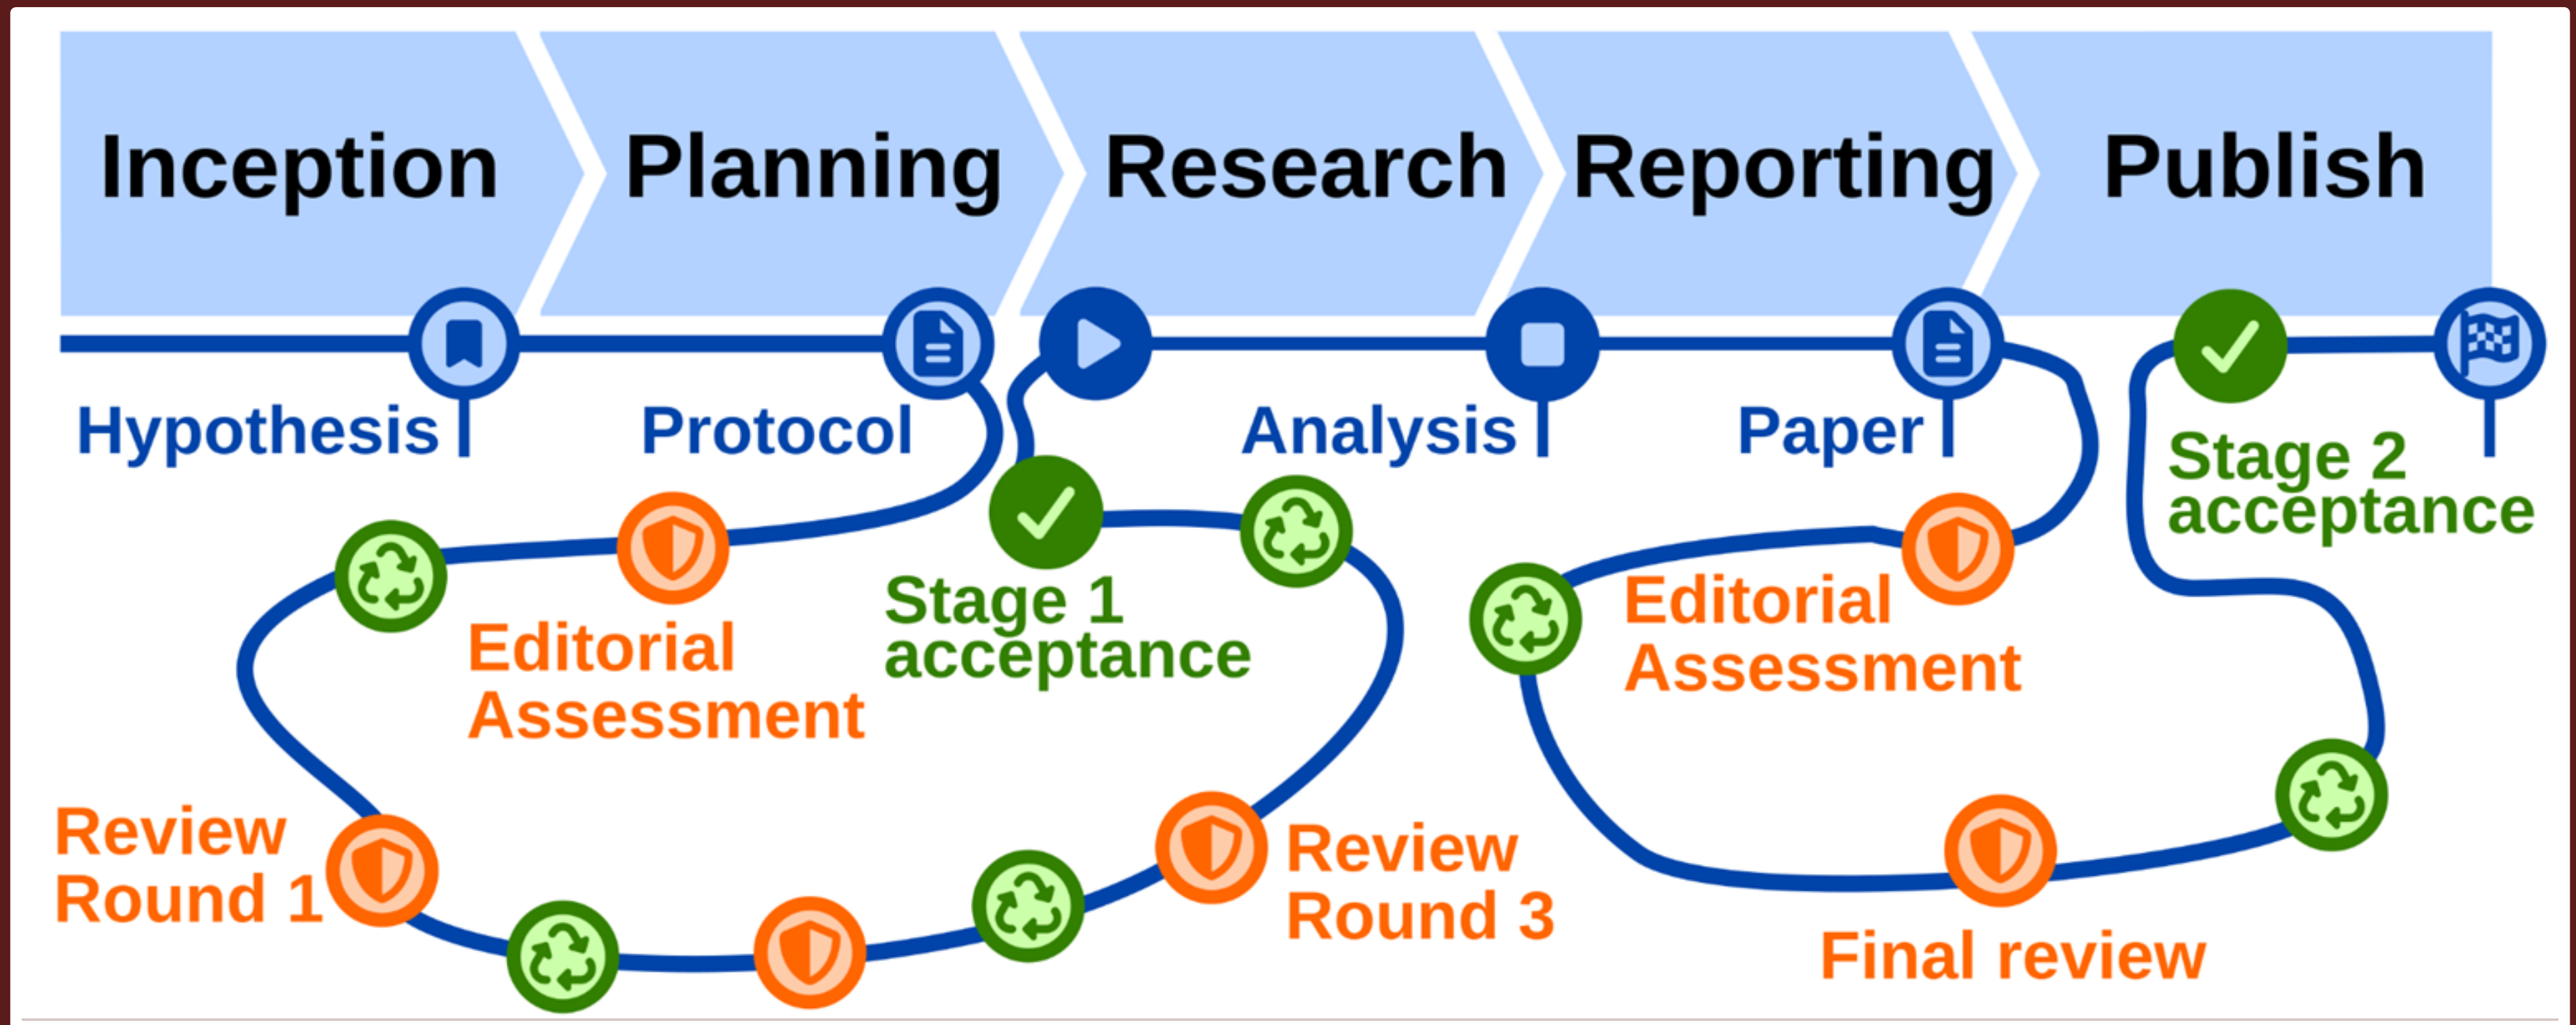 Inception
Planning
Research
Reporting
Publish
Hypothesis
Protocol
Analysis
Paper
Stage 2
acceptance
Editorial
Assessment
Stage 1
acceptance
Editorial
Assessment
Review
Round 1
Review
Round 3
Final review